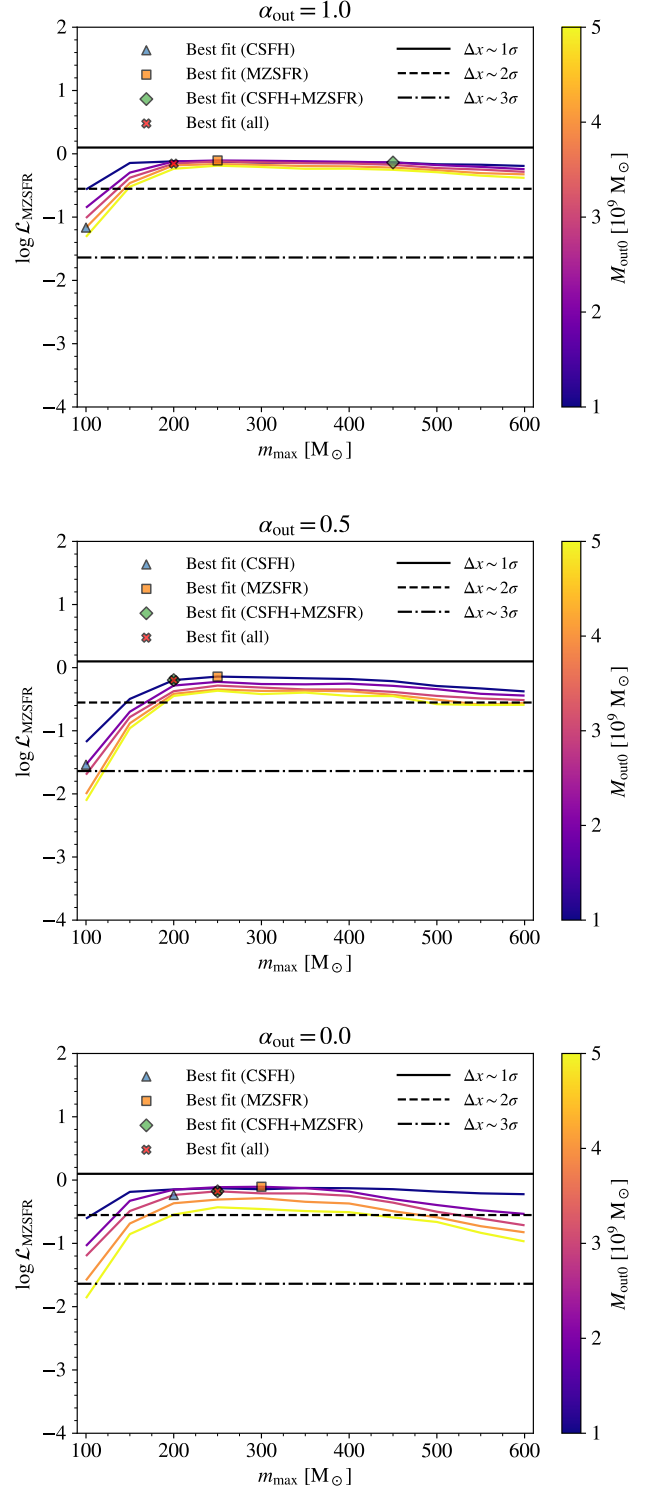 α_out = 1.0
Best fit (CSFH)
Best fit (MZSFR)
Best fit (CSFH+MZSFR)
Best fit (all)
Δx ~ 1σ
Δx ~ 2σ
Δx ~ 3σ
2
1
0
−1
−2
−3
−4
log ℒ_MZSFR
100 200 300 400 500 600
m_max [M_⊙]
5
4
3
2
1
M_out0 [10^9 M_⊙]
α_out = 0.5
Best fit (CSFH)
Best fit (MZSFR)
Best fit (CSFH+MZSFR)
Best fit (all)
Δx ~ 1σ
Δx ~ 2σ
Δx ~ 3σ
2
1
0
−1
−2
−3
−4
log ℒ_MZSFR
100 200 300 400 500 600
m_max [M_⊙]
5
4
3
2
1
M_out0 [10^9 M_⊙]
α_out = 0.0
Best fit (CSFH)
Best fit (MZSFR)
Best fit (CSFH+MZSFR)
Best fit (all)
Δx ~ 1σ
Δx ~ 2σ
Δx ~ 3σ
2
1
0
−1
−2
−3
−4
log ℒ_MZSFR
100 200 300 400 500 600
m_max [M_⊙]
5
4
3
2
1
M_out0 [10^9 M_⊙]